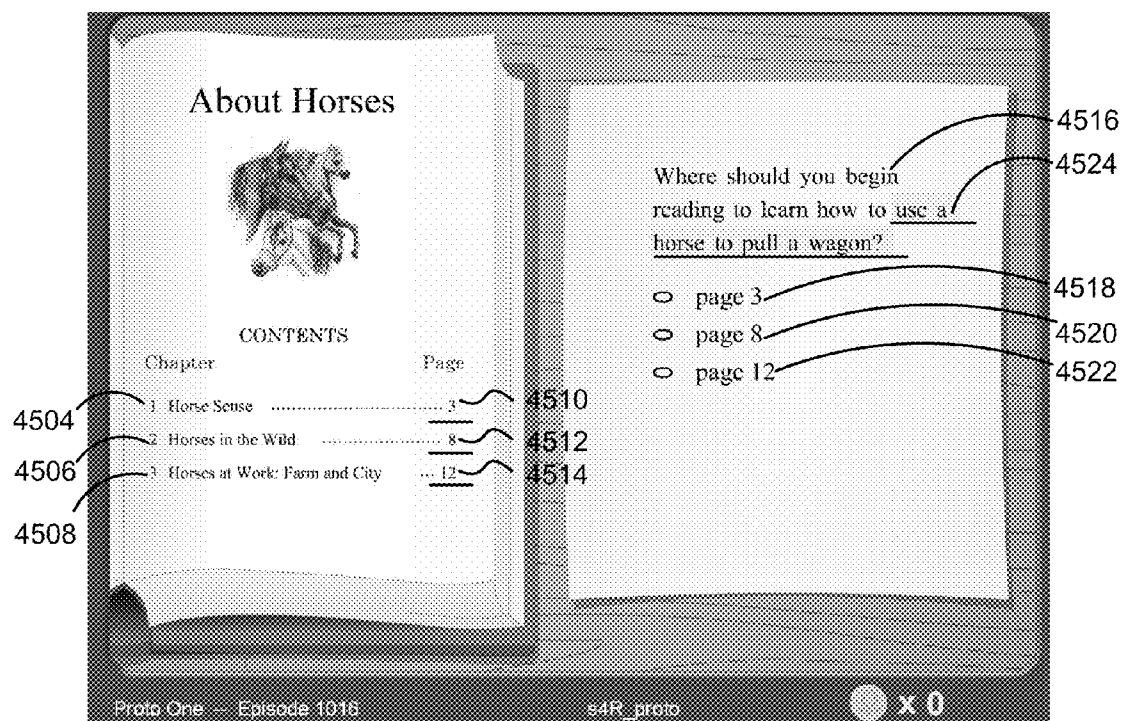 About Horses
CONTENTS
Chapter Page
1 Horse Sense 3
2 Horses in the Wild 8
3 Horses at Work: Farm and City 12
4504
4506
4508
4510
4512
4514
Where should you begin
reading to learn how to use a
horse to pull a wagon?
page 3
page 8
page 12
4516
4524
4518
4520
4522
Proto One -- Episode 1016
s4R_proto
x 0